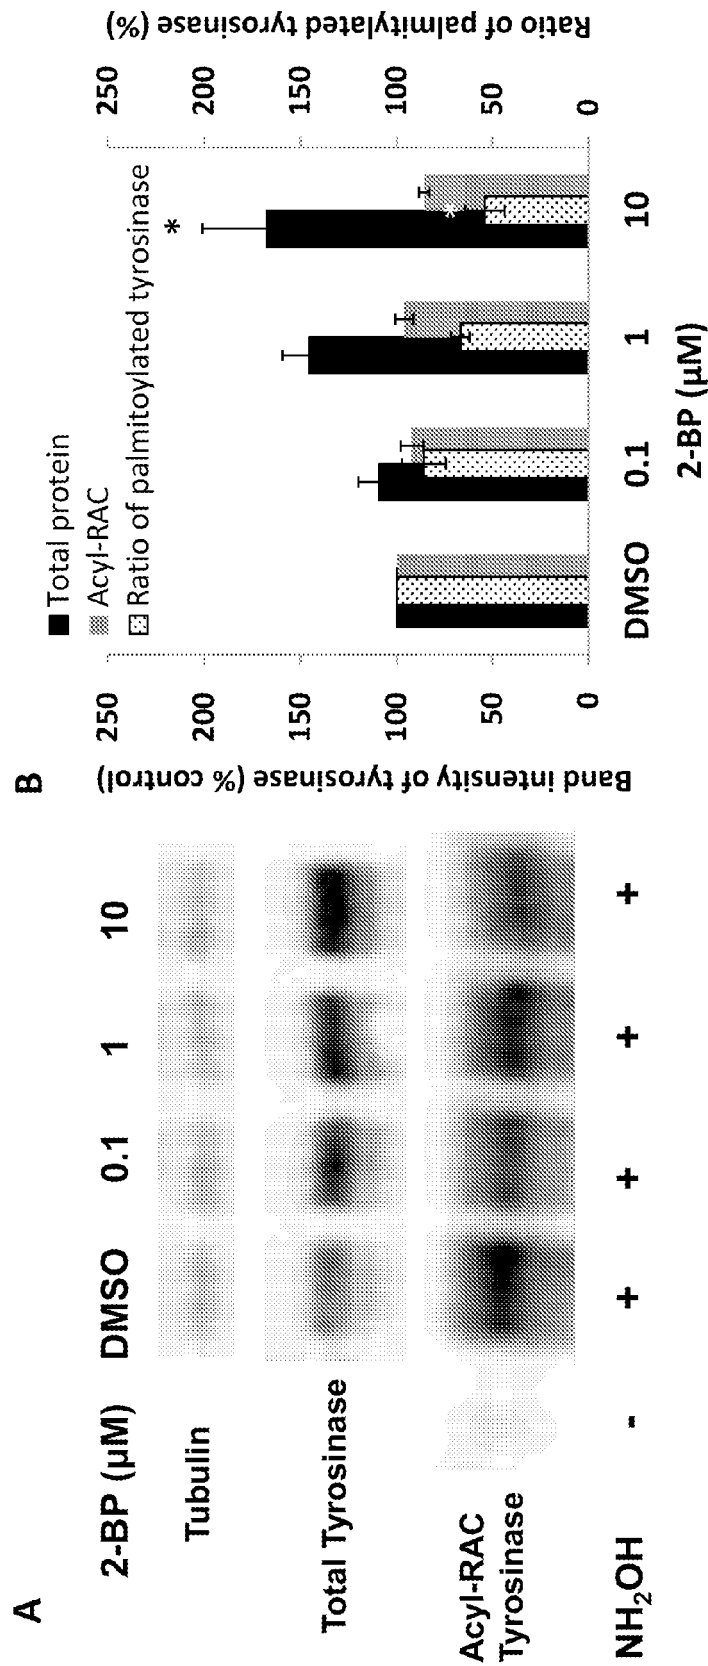 A
2-BP (µM) DMSO 0.1 1 10
Tubulin
Total Tyrosinase
Acyl-RAC
Tyrosinase
NH₂OH - + + + +
B
Band intensity of tyrosinase (% control)
250
200
150
100
50
0
■ Total protein
Acyl-RAC
Ratio of palmitoylated tyrosinase
*
*
250
200
150
100
50
0
Ratio of palmitylated tyrosinase (%)
DMSO 0.1 1 10
2-BP (µM)